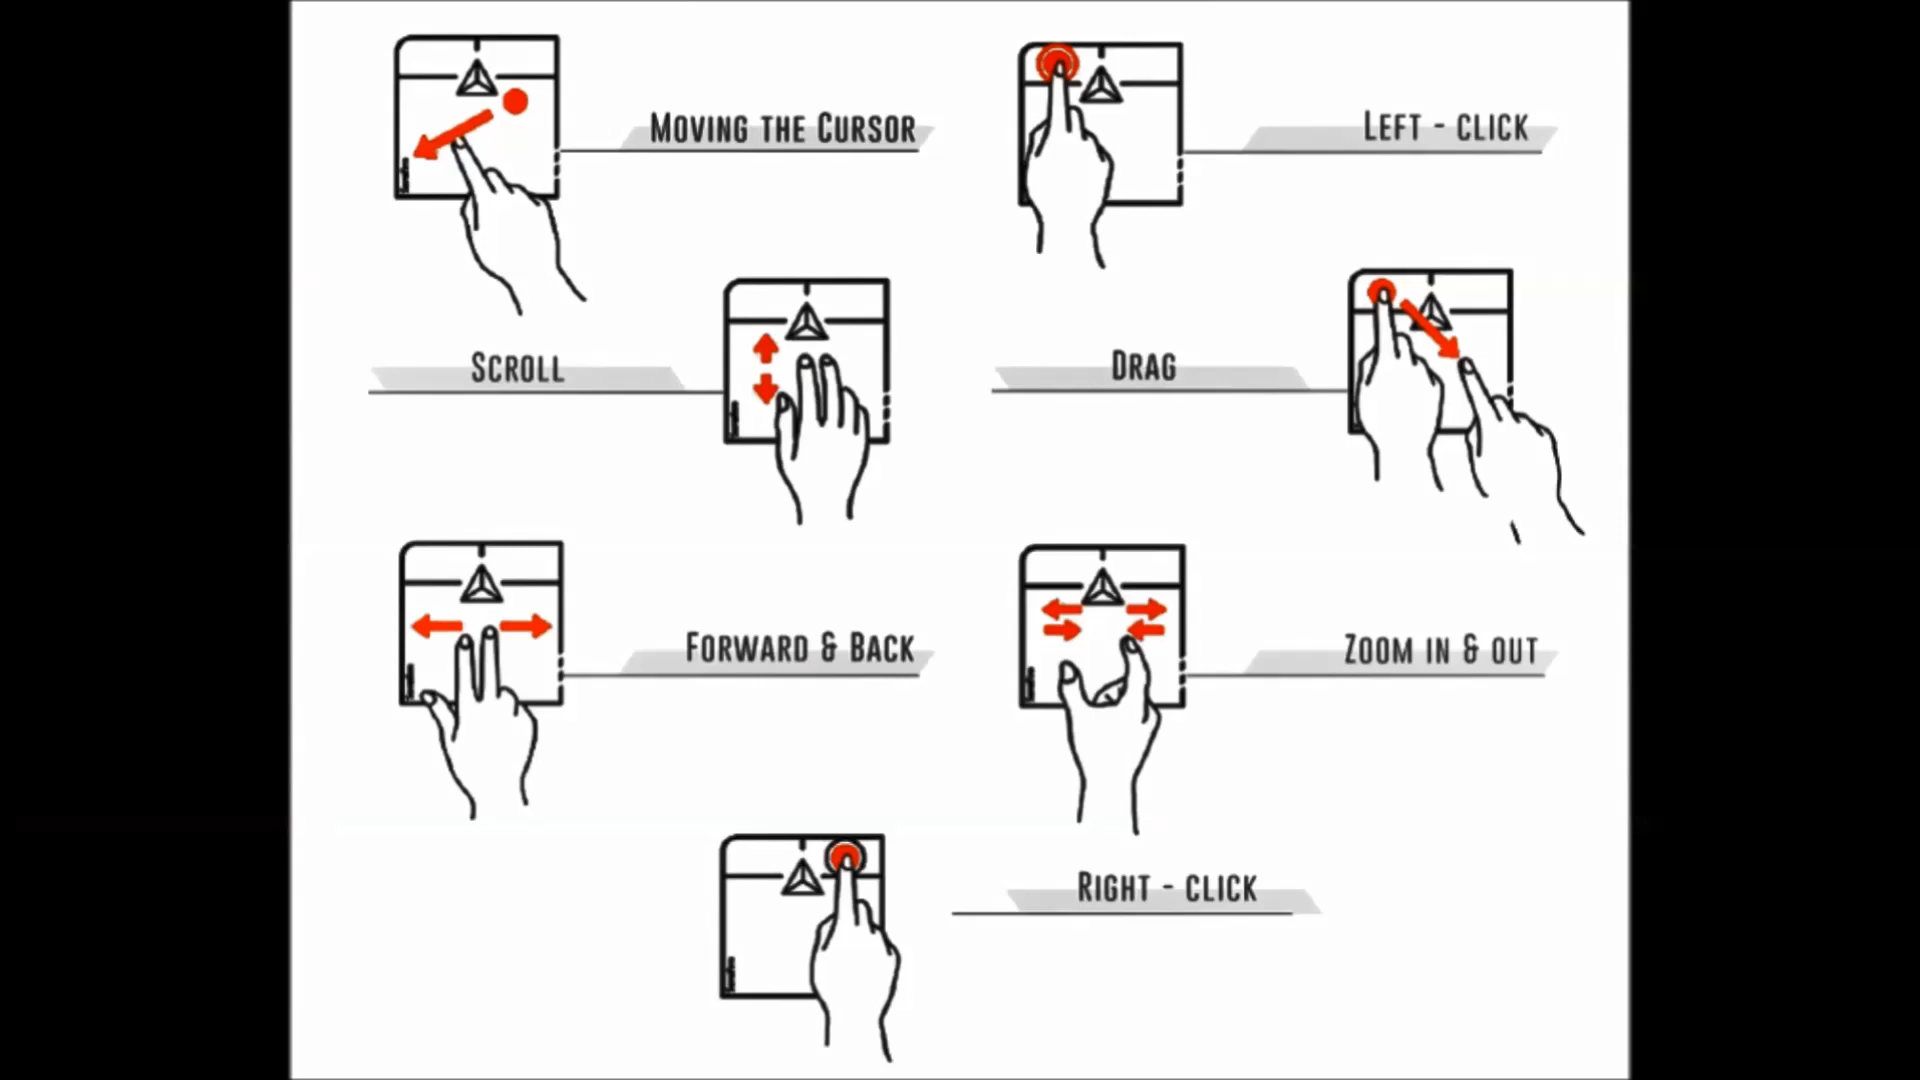 Moving the Cursor
Left - click
Scroll
Drag
Forward & Back
Zoom in & out
Right - click